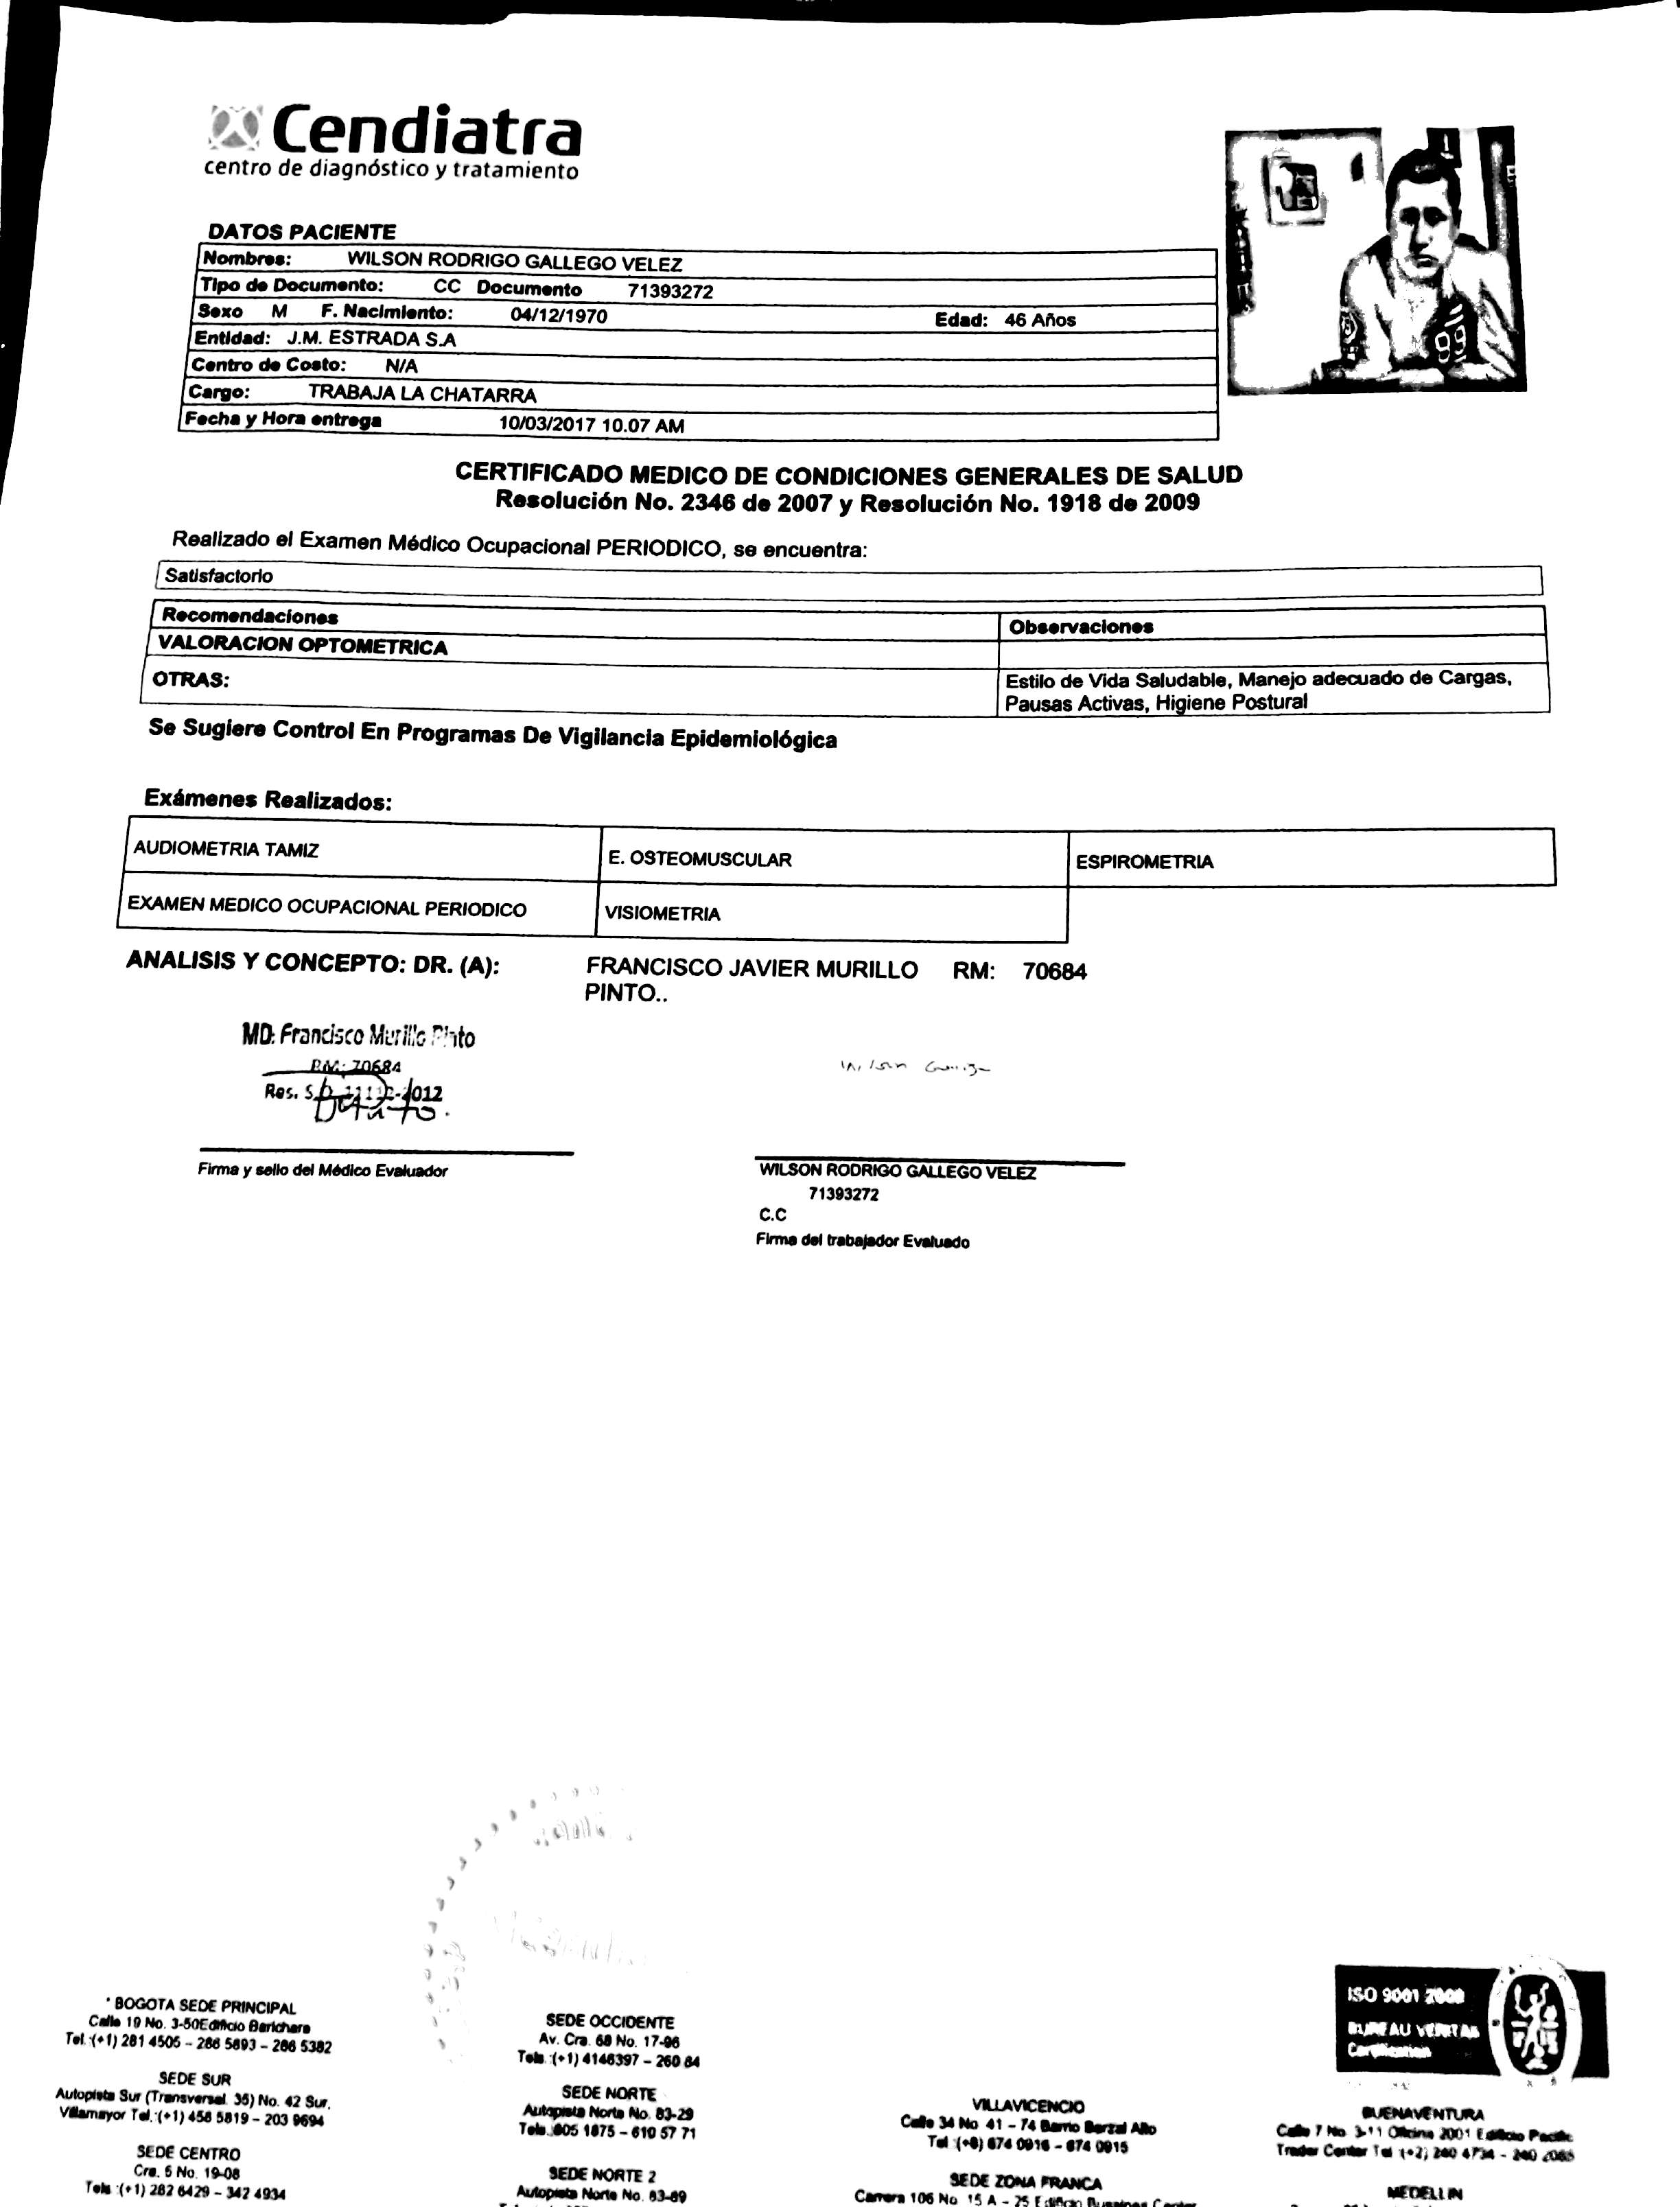 Cendiatra
centro de diagnóstico y tratamiento
DATOS PACIENTE
Nombres: WILSON RODRIGO GALLEGO VELEZ
Tipo de Documento: CC Documento 71393272
Sexo M F. Nacimiento: 04/12/1970 Edad: 46 Años
Entidad: J.M. ESTRADA S.A
Centro de Costo: N/A
Cargo: TRABAJA LA CHATARRA
Fecha y Hora entrega 10/03/2017 10.07 AM
CERTIFICADO MEDICO DE CONDICIONES GENERALES DE SALUD
Resolución No. 2346 de 2007 y Resolución No. 1918 de 2009
Realizado el Examen Médico Ocupacional PERIODICO, se encuentra:
Satisfactorio
Recomendaciones Observaciones
VALORACION OPTOMETRICA
OTRAS: Estilo de Vida Saludable, Manejo adecuado de Cargas,
Pausas Activas, Higiene Postural
Se Sugiere Control En Programas De Vigilancia Epidemiológica
Exámenes Realizados:
AUDIOMETRIA TAMIZ E. OSTEOMUSCULAR ESPIROMETRIA
EXAMEN MEDICO OCUPACIONAL PERIODICO VISIOMETRIA
ANALISIS Y CONCEPTO: DR. (A): FRANCISCO JAVIER MURILLO RM: 70684
PINTO..
MD: Francisco Murillo Pinto
RM: 70684
Res. S.
Wilson
Firma y sello del Médico Evaluador
WILSON RODRIGO GALLEGO VELEZ
71393272
C.C
Firma del trabajador Evaluado
ISO 9001
BUREAU VERITAS
Certification
BOGOTA SEDE PRINCIPAL
Calle 19 No. 3-50Edificio Barichara
Tel.:(+1) 281 4505 – 286 5893 – 286 5382
SEDE SUR
Autopista Sur (Transversal. 35) No. 42 Sur.
Villamayor Tel.:(+1) 456 5819 – 203 9694
SEDE CENTRO
Cra. 5 No. 19-08
Tels :(+1) 282 6429 – 342 4934
SEDE OCCIDENTE
Av. Cra. 68 No. 17-96
Tels.:(+1) 4146397 – 260 84
SEDE NORTE
Autopista Norte No. 83-29
Tels.:805 1875 – 610 57 71
SEDE NORTE 2
Autopista Norte No. 83-69
VILLAVICENCIO
Calle 34 No 41 – 74 Barrio Barzal Alto
Tel :(+8) 674 0916 – 674 0915
SEDE ZONA FRANCA
Carrera 106 No. 15 A – 25 Edificio Bussines Center
BUENAVENTURA
Calle 7 No. 3-11 Oficina 2001 Edificio Pacific
Trader Center Tel :(+2) 240 4734 – 240 2065
MEDELLIN